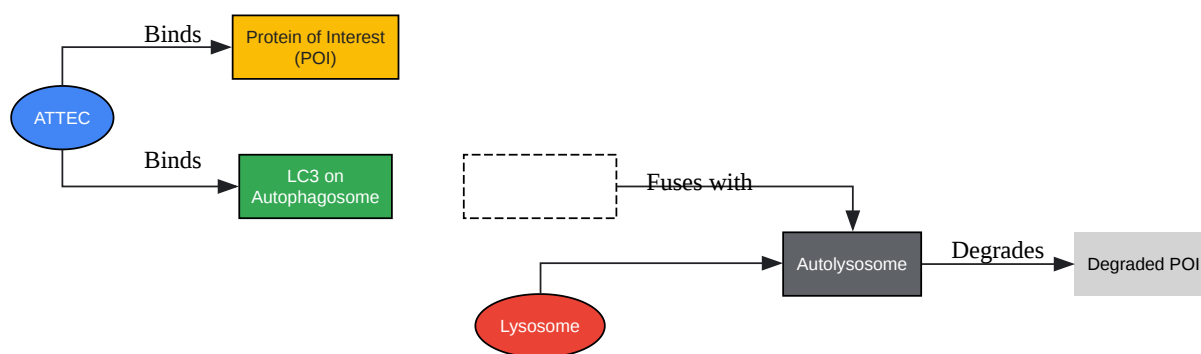 Binds
Protein of Interest
(POI)
ATTEC
Binds
LC3 on
Autophagosome
Fuses with
Autolysosome
Degrades
Degraded POI
Lysosome